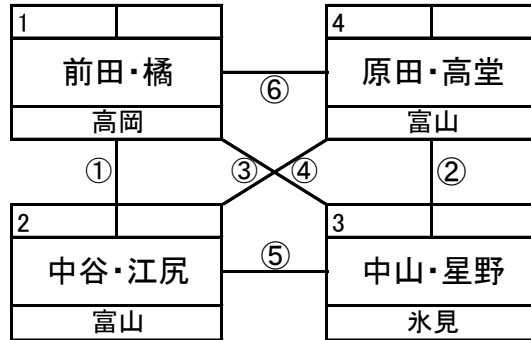 1 4
前田・橘 原田・高堂
⑥
高岡 富山
① ③ ④ ②
2 3
中谷・江尻 ⑤ 中山・星野
富山 氷見